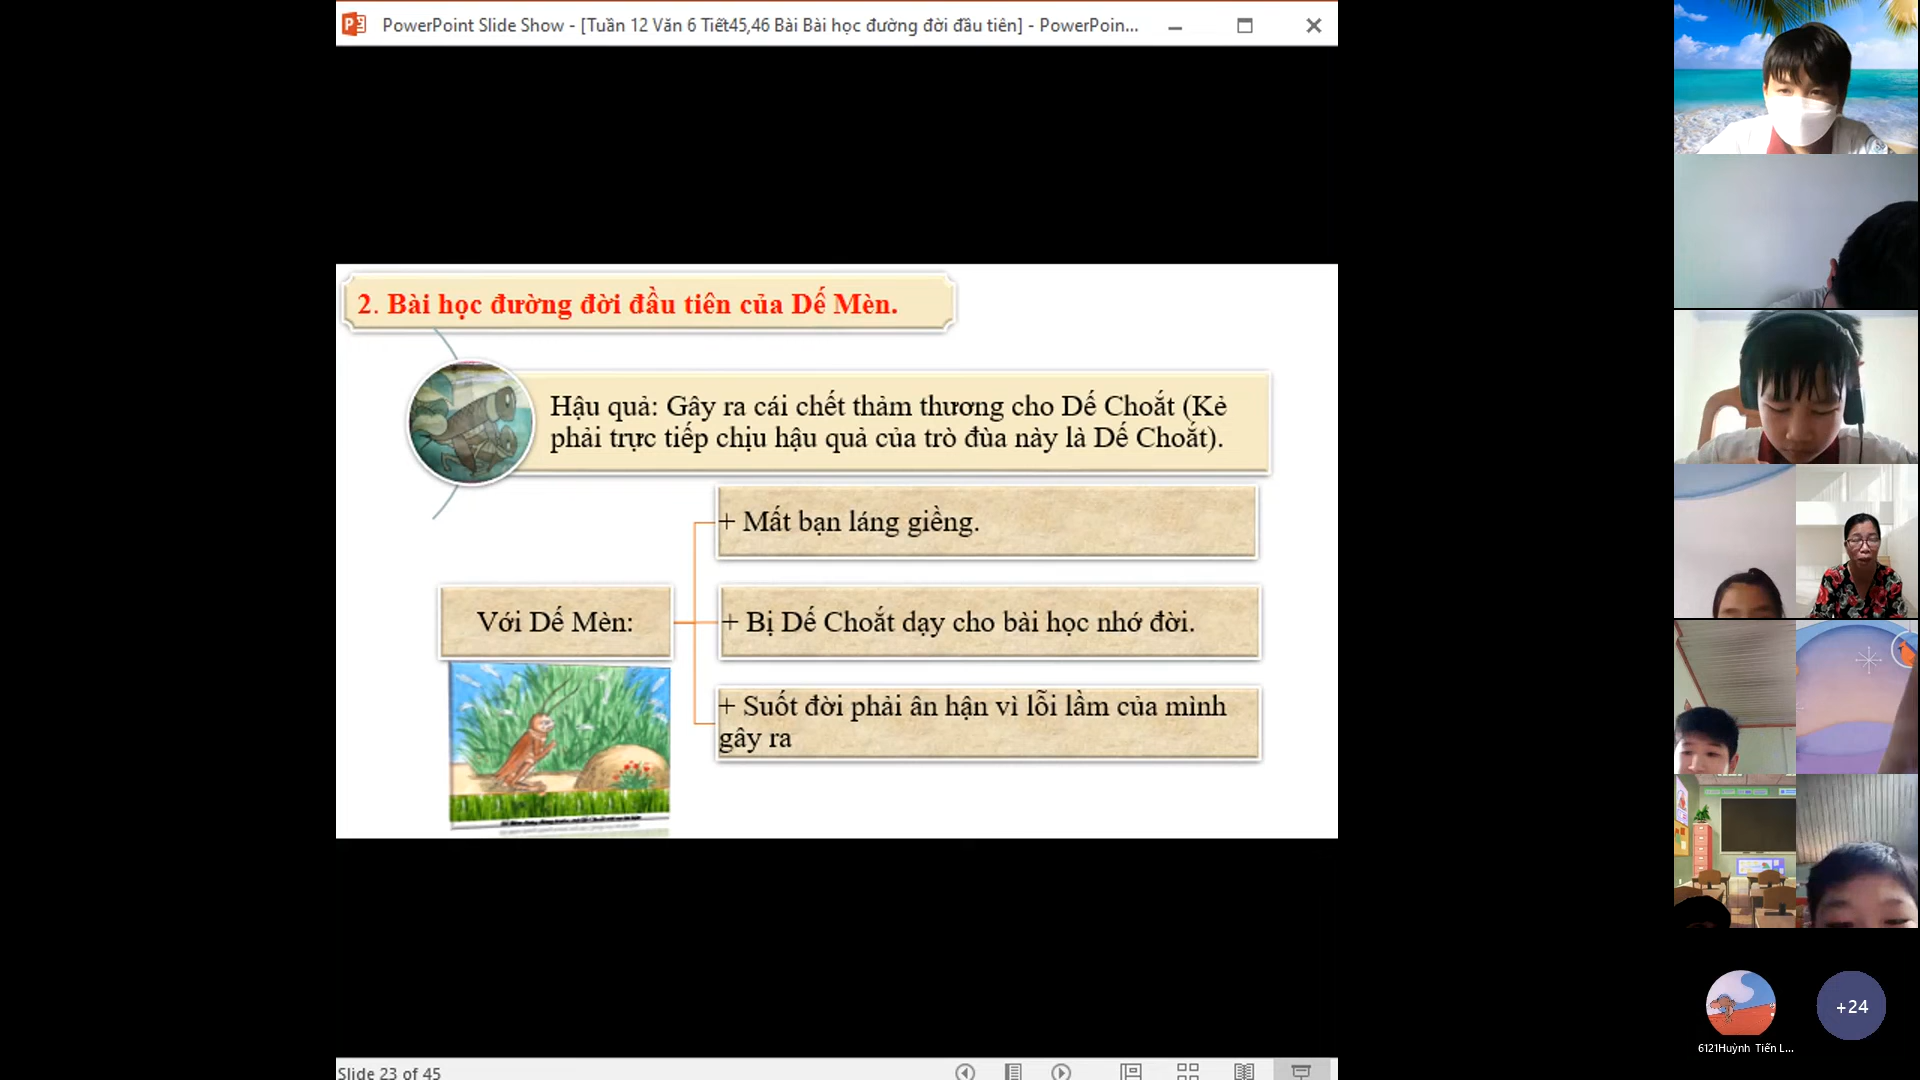 PowerPoint Slide Show - [Tuần 12 Văn 6 Tiết45,46 Bài Bài học đường đời đầu tiên] - PowerPoin...
2. Bài học đường đời đầu tiên của Dế Mèn.
Hậu quả: Gây ra cái chết thảm thương cho Dế Choắt (Kẻ
phải trực tiếp chịu hậu quả của trò đùa này là Dế Choắt).
+ Mất bạn láng giềng.
Với Dế Mèn:
+ Bị Dế Choắt dạy cho bài học nhớ đời.
+ Suốt đời phải ân hận vì lỗi lầm của mình
gây ra
+24
6121Huỳnh Tiến L...
Slide 23 of 45